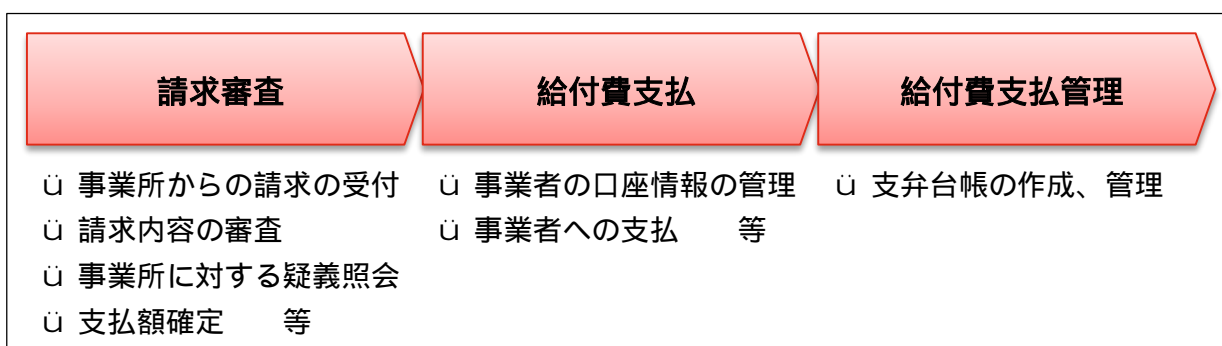 請求審査
給付費支払
給付費支払管理
ü 事業所からの請求の受付
ü 請求内容の審査
ü 事業所に対する疑義照会
ü 支払額確定　　等
ü 事業者の口座情報の管理
ü 事業者への支払　　等
ü 支弁台帳の作成、管理